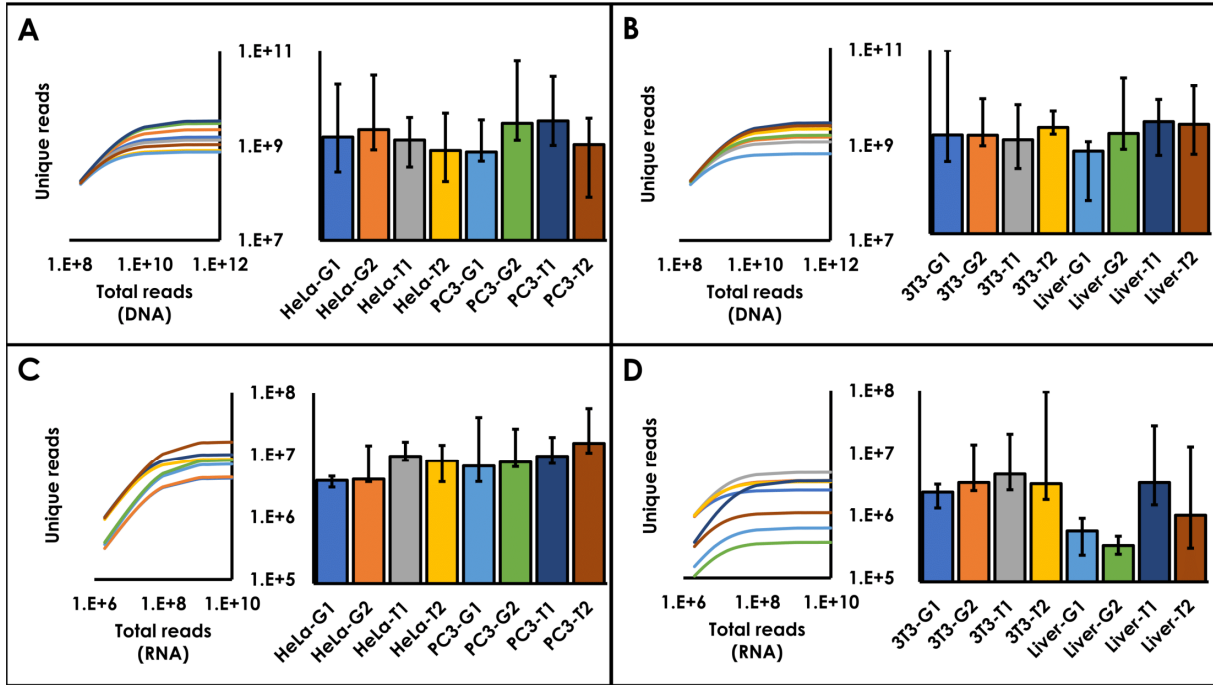 A
Unique reads
1.E+8
1.E+10
1.E+12
Total reads
(DNA)
1.E+11
1.E+9
1.E+7
HeLa-G1
HeLa-G2
HeLa-T1
HeLa-T2
PC3-G1
PC3-G2
PC3-T1
PC3-T2
B
Unique reads
1.E+8
1.E+10
1.E+12
Total reads
(DNA)
1.E+11
1.E+9
1.E+7
3T3-G1
3T3-G2
3T3-T1
3T3-T2
Liver-G1
Liver-G2
Liver-T1
Liver-T2
C
Unique reads
1.E+6
1.E+8
1.E+10
Total reads
(RNA)
1.E+8
1.E+7
1.E+6
1.E+5
HeLa-G1
HeLa-G2
HeLa-T1
HeLa-T2
PC3-G1
PC3-G2
PC3-T1
PC3-T2
D
Unique reads
1.E+6
1.E+8
1.E+10
Total reads
(RNA)
1.E+8
1.E+7
1.E+6
1.E+5
3T3-G1
3T3-G2
3T3-T1
3T3-T2
Liver-G1
Liver-G2
Liver-T1
Liver-T2